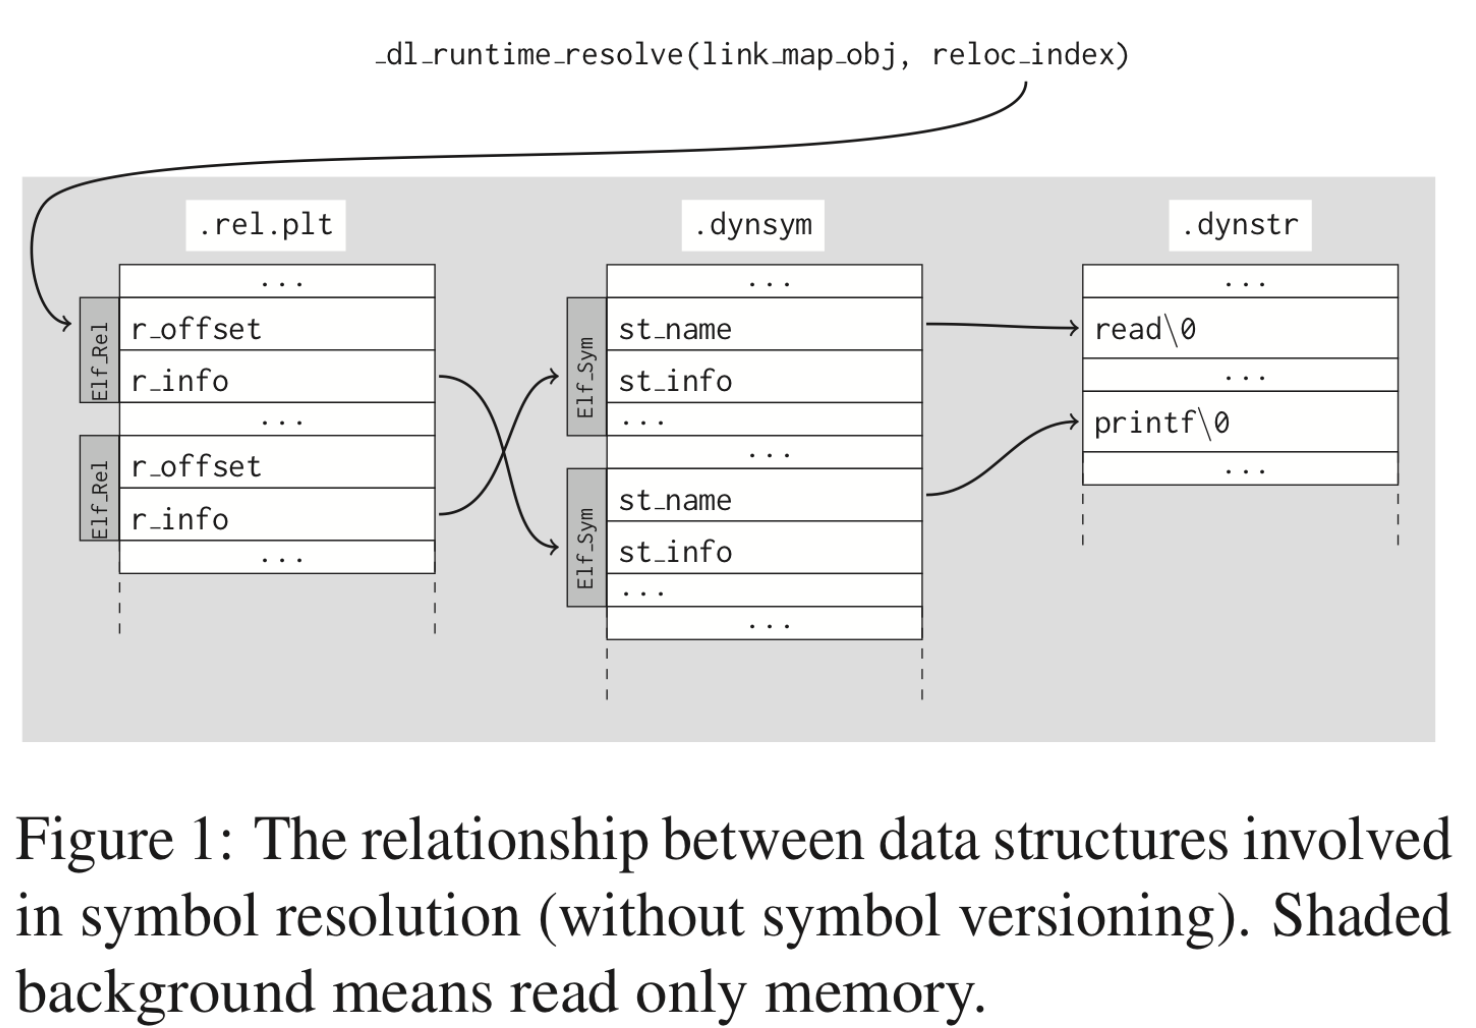 _dl_runtime_resolve(link_map_obj, reloc_index)
.rel.plt
...
Elf_Rel
r_offset
r_info
...
Elf_Rel
r_offset
r_info
...
.dynsym
...
Elf_Sym
st_name
st_info
...
...
Elf_Sym
st_name
st_info
...
...
.dynstr
...
read\0
...
printf\0
...
Figure 1: The relationship between data structures involved
in symbol resolution (without symbol versioning). Shaded
background means read only memory.